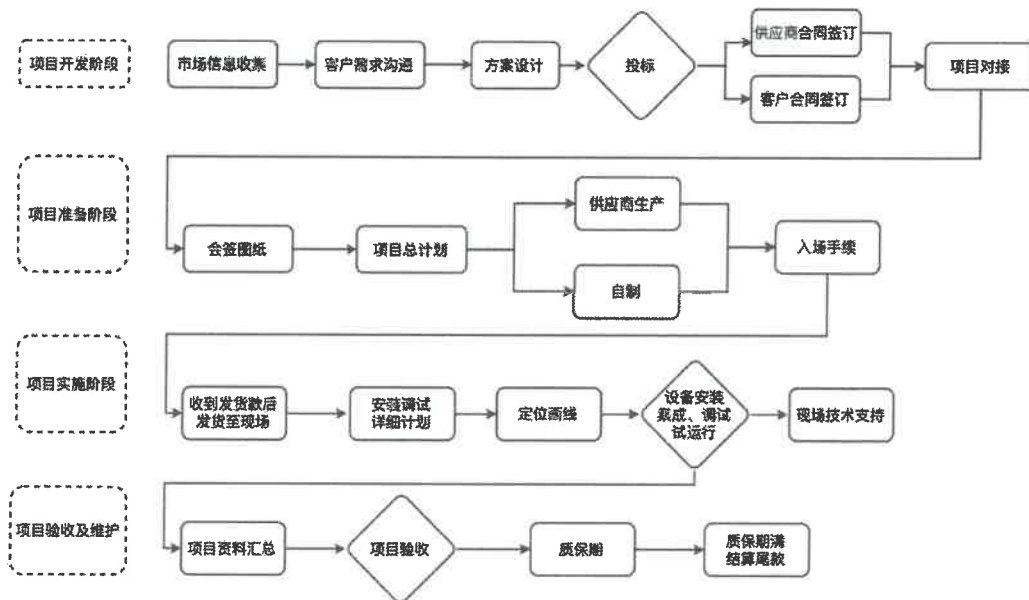 项目开发阶段
市场信息收集
客户需求沟通
方案设计
投标
供应商合同签订
客户合同签订
项目对接
项目准备阶段
会签图纸
项目总计划
供应商生产
自制
入场手续
项目实施阶段
收到发货款后
发货至现场
安装调试
详细计划
定位画线
设备安装
集成、调试
试运行
现场技术支持
项目验收及维护
项目资料汇总
项目验收
质保期
质保期满
结算尾款